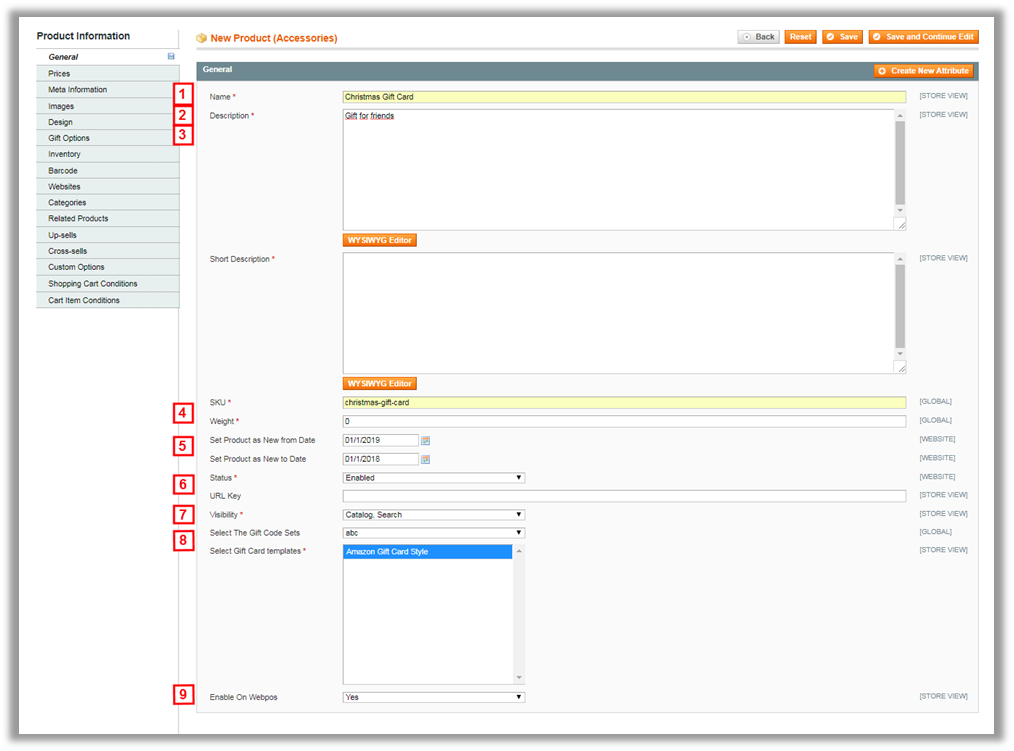 Product Information
General
Prices
Meta Information
Images
Design
Gift Options
Inventory
Barcode
Websites
Categories
Related Products
Up-sells
Cross-sells
Custom Options
Shopping Cart Conditions
Cart Item Conditions
New Product (Accessories)
Back Reset Save Save and Continue Edit
General Create New Attribute
1 Name * Christmas Gift Card [STORE VIEW]
2 Description * Gift for friends [STORE VIEW]
3
WYSIWYG Editor
Short Description * [STORE VIEW]
WYSIWYG Editor
SKU * christmas-gift-card [GLOBAL]
4
Weight * 0 [GLOBAL]
Set Product as New from Date 01/1/2019 [WEBSITE]
5
Set Product as New to Date 01/1/2018 [WEBSITE]
6 Status * Enabled ▼ [WEBSITE]
URL Key [STORE VIEW]
7 Visibility * Catalog, Search ▼ [STORE VIEW]
Select The Gift Code Sets abc ▼ [GLOBAL]
8
Select Gift Card templates * Amazon Gift Card Style [STORE VIEW]
9 Enable On Webpos Yes ▼ [STORE VIEW]